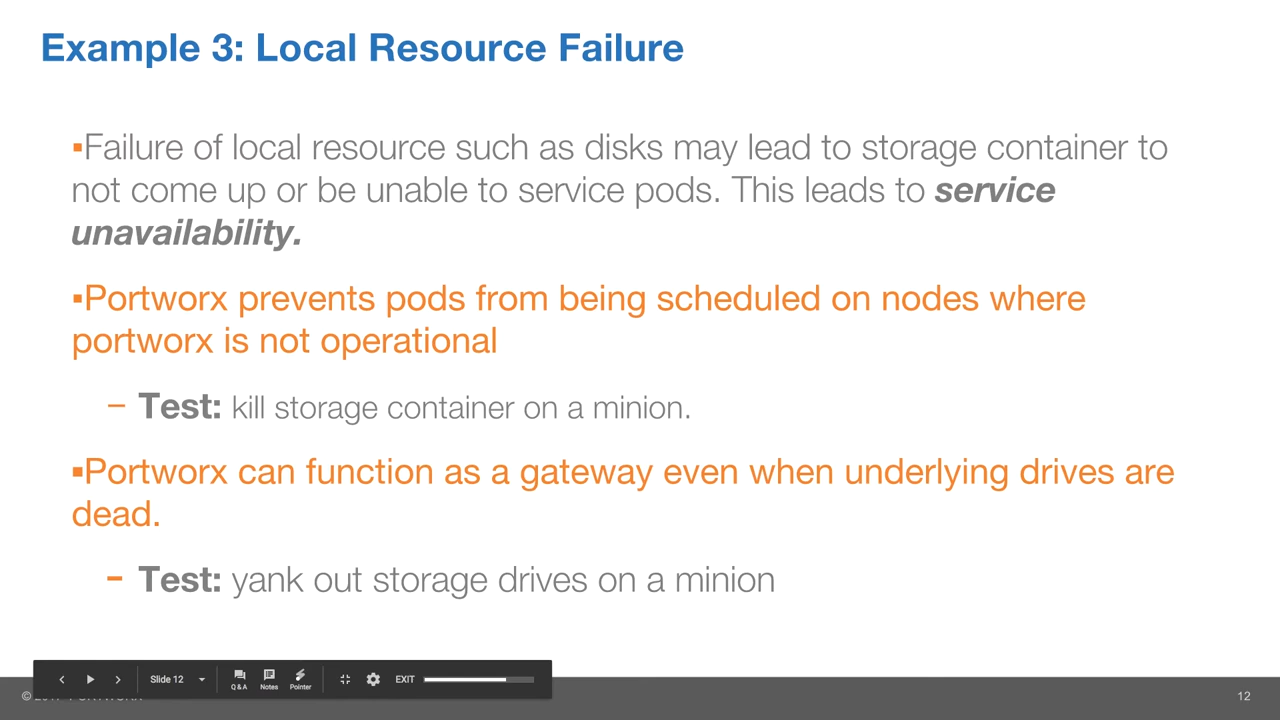 Example 3: Local Resource Failure
▪Failure of local resource such as disks may lead to storage container to
not come up or be unable to service pods. This leads to service
unavailability.
▪Portworx prevents pods from being scheduled on nodes where
portworx is not operational
– Test: kill storage container on a minion.
▪Portworx can function as a gateway even when underlying drives are
dead.
– Test: yank out storage drives on a minion
Slide 12
Q & A
Notes
Pointer
EXIT
©
12